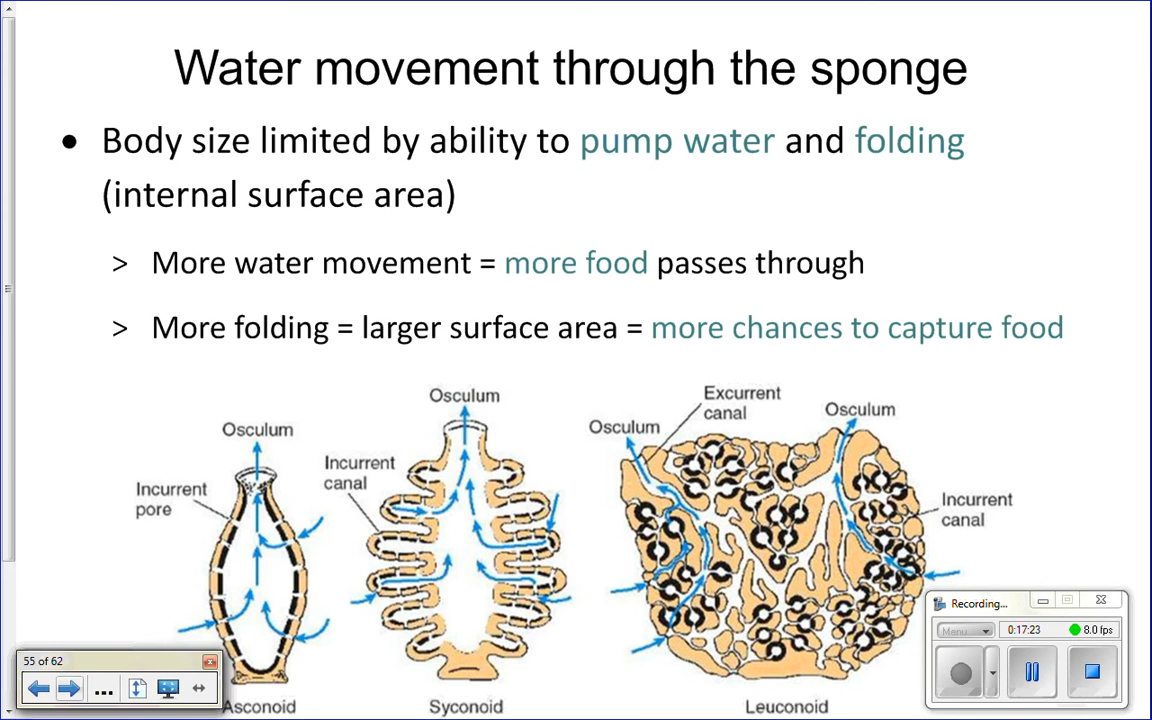 Water movement through the sponge
• Body size limited by ability to pump water and folding
(internal surface area)
> More water movement = more food passes through
> More folding = larger surface area = more chances to capture food
Osculum
Incurrent
pore
Asconoid
Osculum
Incurrent
canal
Syconoid
Excurrent
canal
Osculum
Osculum
Incurrent
canal
Leuconoid
55 of 62
...
Recording...
Menu
0:17:23
8.0 fps